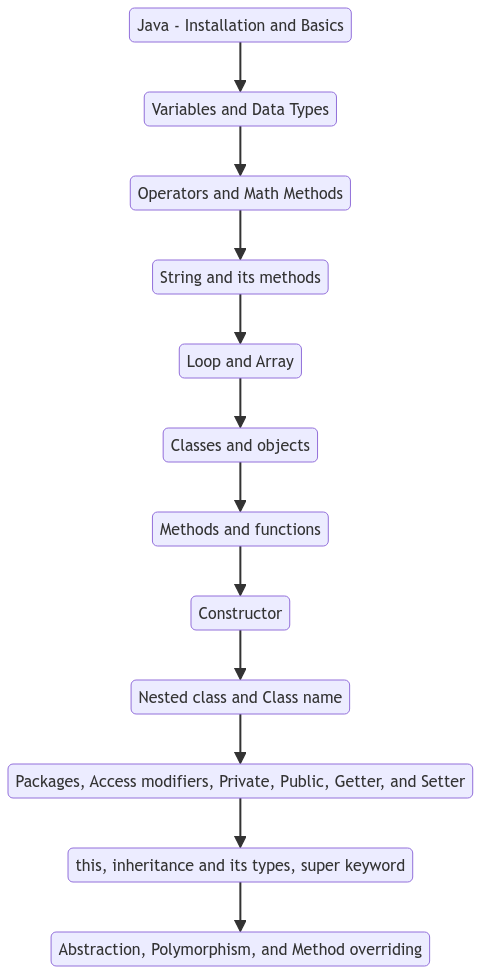 Java - Installation and Basics
Variables and Data Types
Operators and Math Methods
String and its methods
Loop and Array
Classes and objects
Methods and functions
Constructor
Nested class and Class name
Packages, Access modifiers, Private, Public, Getter, and Setter
this, inheritance and its types, super keyword
Abstraction, Polymorphism, and Method overriding